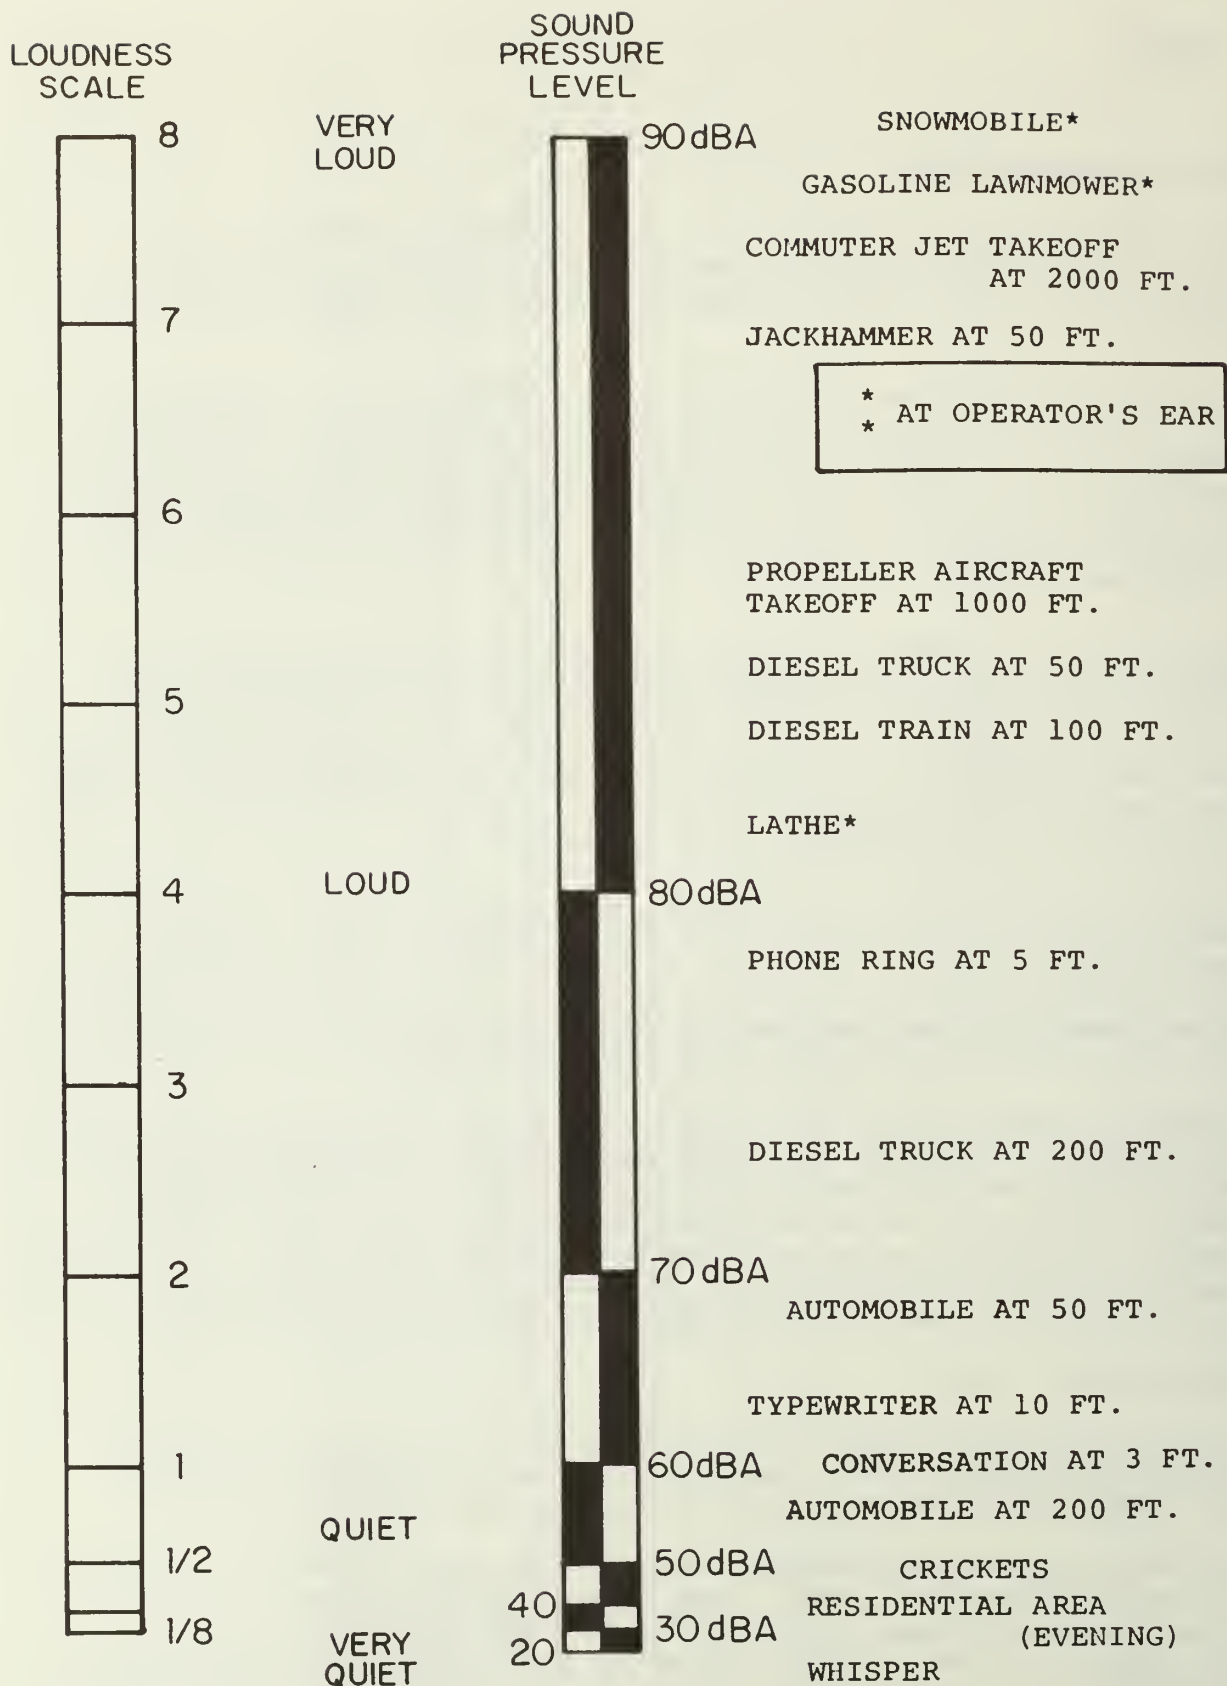 LOUDNESS
SCALE
SOUND
PRESSURE
LEVEL
8
VERY
LOUD
90dBA
SNOWMOBILE*
GASOLINE LAWNMOWER*
COMMUTER JET TAKEOFF
AT 2000 FT.
7
JACKHAMMER AT 50 FT.
*
* AT OPERATOR'S EAR
6
PROPELLER AIRCRAFT
TAKEOFF AT 1000 FT.
DIESEL TRUCK AT 50 FT.
5
DIESEL TRAIN AT 100 FT.
LATHE*
4
LOUD
80dBA
PHONE RING AT 5 FT.
3
DIESEL TRUCK AT 200 FT.
2
70dBA
AUTOMOBILE AT 50 FT.
TYPEWRITER AT 10 FT.
1
60dBA
CONVERSATION AT 3 FT.
AUTOMOBILE AT 200 FT.
QUIET
1/2
50dBA
CRICKETS
40
RESIDENTIAL AREA
(EVENING)
1/8
30dBA
VERY
QUIET
20
WHISPER